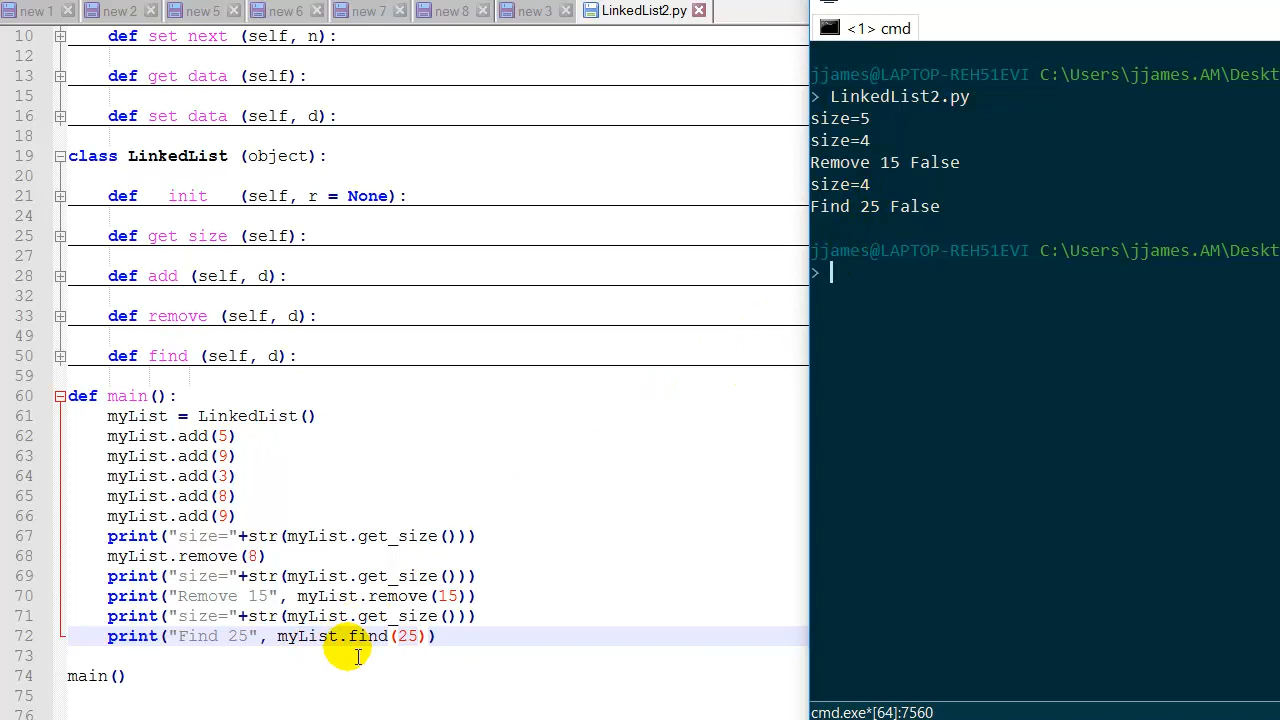 new 1 new 2 new 5 new 6 new 7 new 8 new 3 LinkedList2.py
10 def set_next (self, n):
12
13 def get_data (self):
15
16 def set_data (self, d):
18
19 class LinkedList (object):
20
21 def __init__ (self, r = None):
24
25 def get_size (self):
27
28 def add (self, d):
32
33 def remove (self, d):
49
50 def find (self, d):
59
60 def main():
61 myList = LinkedList()
62 myList.add(5)
63 myList.add(9)
64 myList.add(3)
65 myList.add(8)
66 myList.add(9)
67 print("size="+str(myList.get_size()))
68 myList.remove(8)
69 print("size="+str(myList.get_size()))
70 print("Remove 15", myList.remove(15))
71 print("size="+str(myList.get_size()))
72 print("Find 25", myList.find(25))
73
74 main()
75
76
<1> cmd
jjames@LAPTOP-REH51EVI C:\Users\jjames.AM\Deskt
> LinkedList2.py
size=5
size=4
Remove 15 False
size=4
Find 25 False
jjames@LAPTOP-REH51EVI C:\Users\jjames.AM\Deskt
>
cmd.exe*[64]:7560